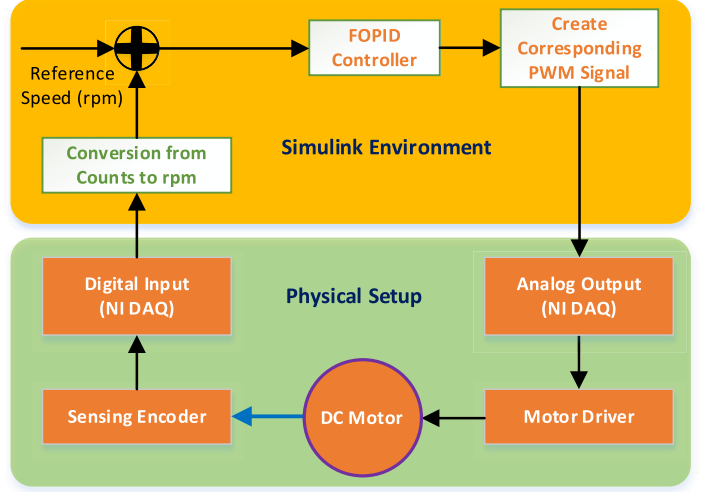 FOPID
Controller
Create
Corresponding
PWM Signal
Reference
Speed (rpm)
Conversion from
Counts to rpm
Simulink Environment
Digital Input
(NI DAQ)
Physical Setup
Analog Output
(NI DAQ)
Sensing Encoder
DC Motor
Motor Driver